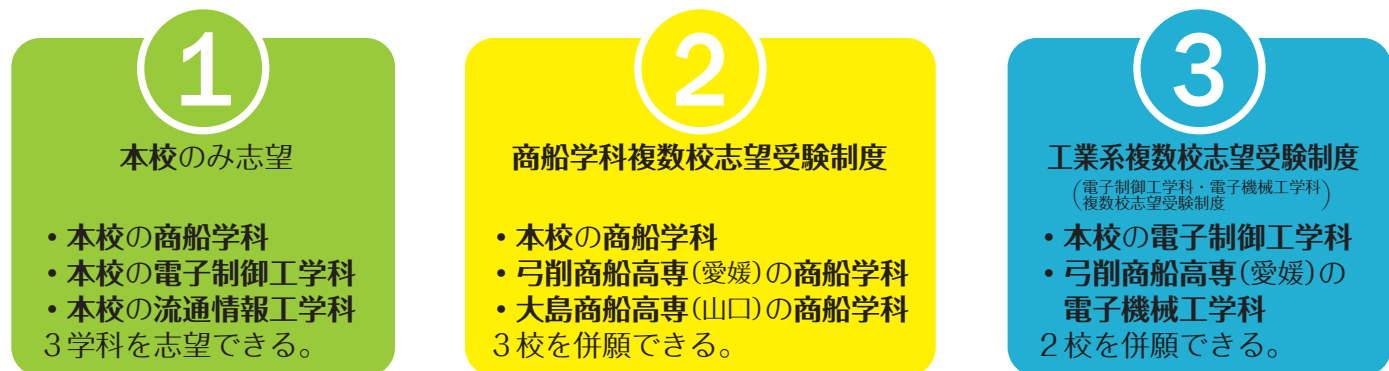 1
本校のみ志望
・本校の商船学科
・本校の電子制御工学科
・本校の流通情報工学科
3学科を志望できる。
2
商船学科複数校志望受験制度
・本校の商船学科
・弓削商船高専(愛媛)の商船学科
・大島商船高専(山口)の商船学科
3校を併願できる。
3
工業系複数校志望受験制度
(電子制御工学科・電子機械工学科
複数校志望受験制度)
・本校の電子制御工学科
・弓削商船高専(愛媛)の
電子機械工学科
2校を併願できる。